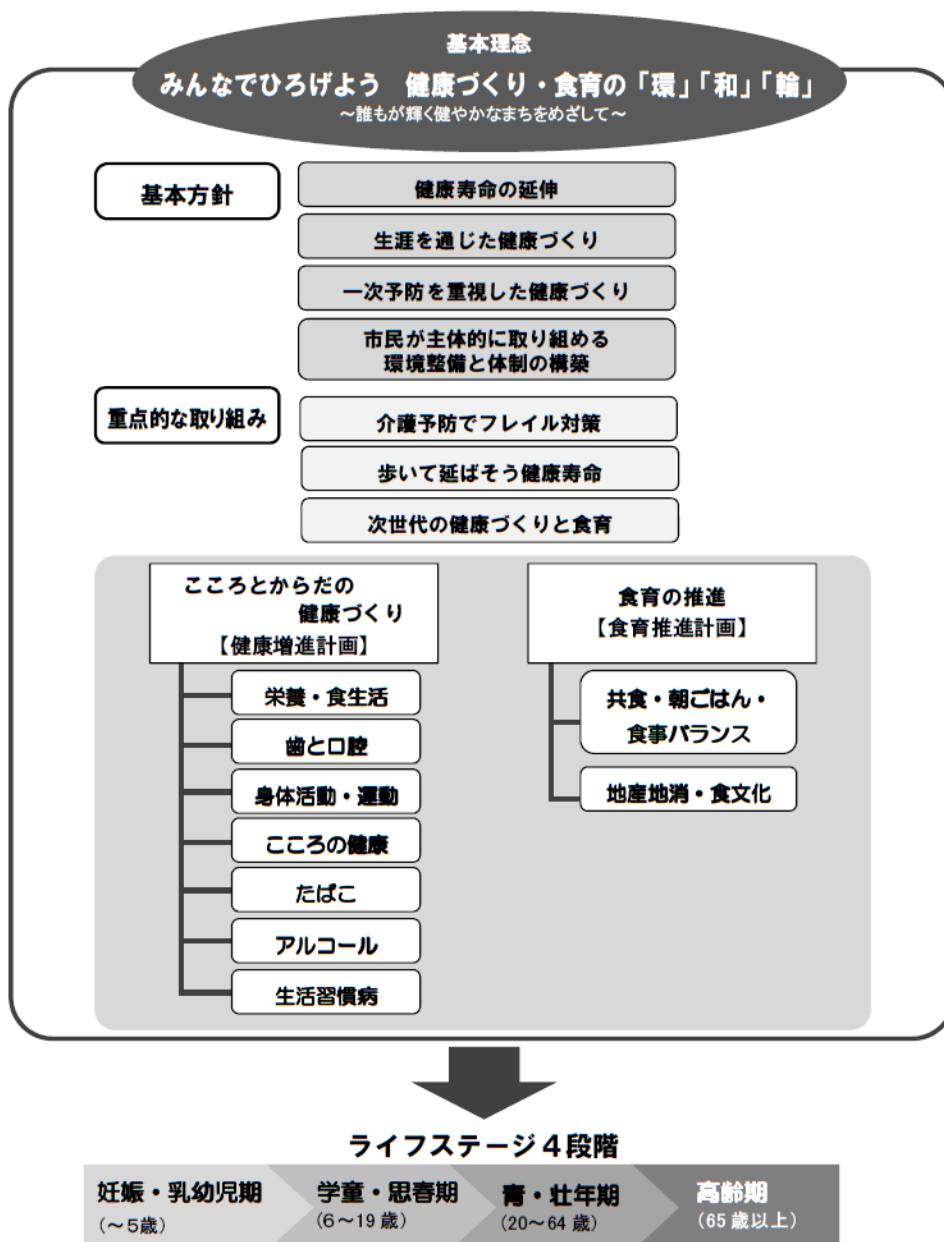 基本理念
みんなでひろげよう　健康づくり・食育の「環」「和」「輪」
～誰もが輝く健やかなまちをめざして～
基本方針
健康寿命の延伸
生涯を通じた健康づくり
一次予防を重視した健康づくり
市民が主体的に取り組める
環境整備と体制の構築
重点的な取り組み
介護予防でフレイル対策
歩いて延ばそう健康寿命
次世代の健康づくりと食育
こころとからだの
健康づくり
【健康増進計画】
栄養・食生活
歯と口腔
身体活動・運動
こころの健康
たばこ
アルコール
生活習慣病
食育の推進
【食育推進計画】
共食・朝ごはん・
食事バランス
地産地消・食文化
ライフステージ４段階
妊娠・乳幼児期
（～５歳）
学童・思春期
（６～19 歳）
青・壮年期
（20～64 歳）
高齢期
（65 歳以上）